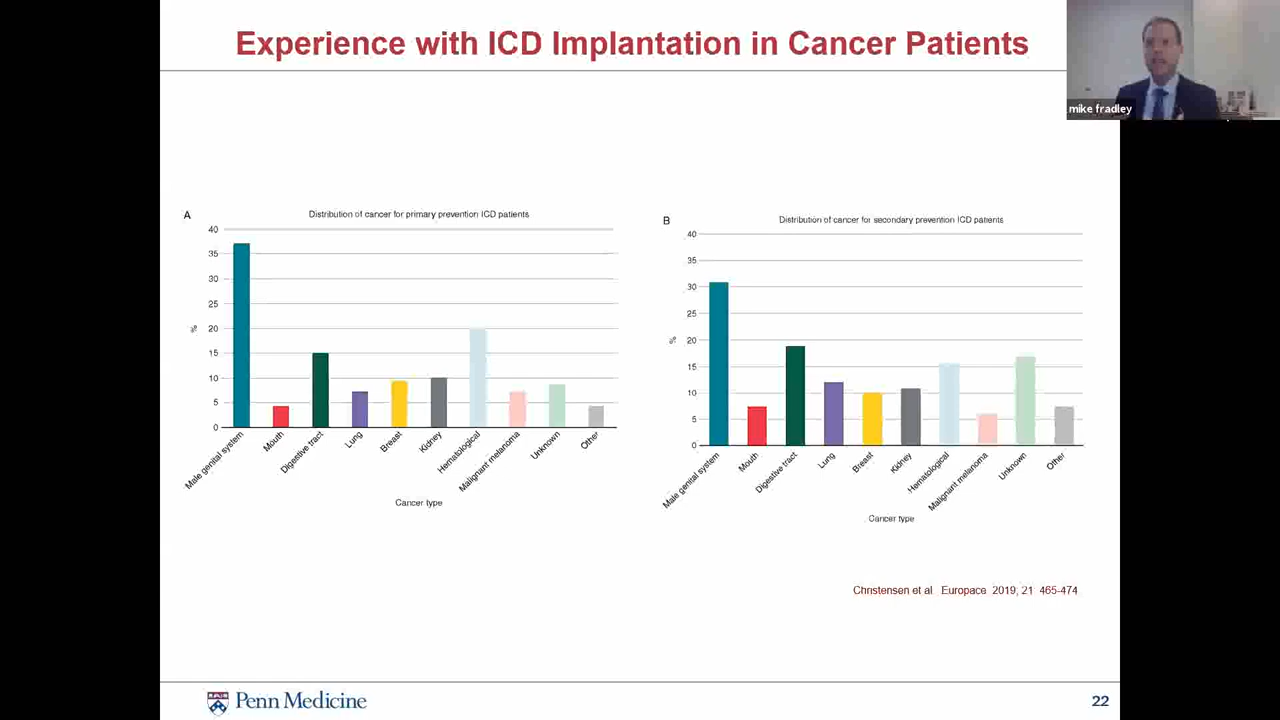 Experience with ICD Implantation in Cancer Patients
mike fradley
A
Distribution of cancer for primary prevention ICD patients
40
35
30
25
20
15
10
5
0
%
Male genital system
Mouth
Digestive tract
Lung
Breast
Kidney
Hematological
Malignant melanoma
Unknown
Other
Cancer type
B
Distribution of cancer for secondary prevention ICD patients
40
35
30
25
20
15
10
5
0
%
Male genital system
Mouth
Digestive tract
Lung
Breast
Kidney
Hematological
Malignant melanoma
Unknown
Other
Cancer type
Christensen et al Europace 2019; 21 465-474
Penn Medicine
22